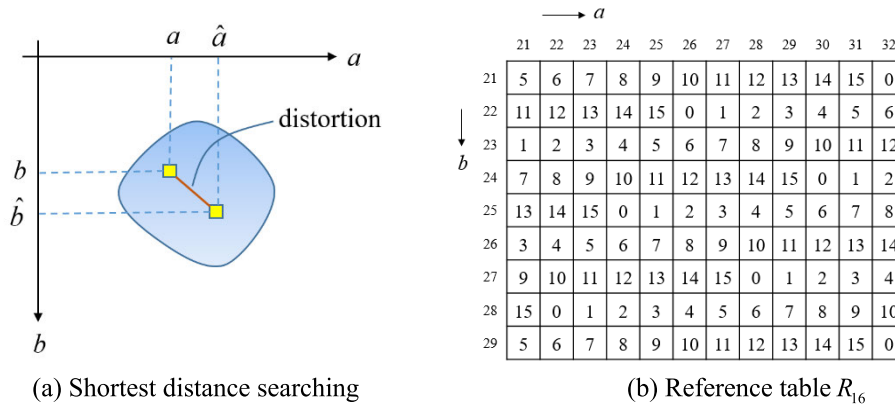 a â a
distortion
b
b̂
b
(a) Shortest distance searching
a
21 22 23 24 25 26 27 28 29 30 31 32
21 5 6 7 8 9 10 11 12 13 14 15 0
22 11 12 13 14 15 0 1 2 3 4 5 6
b
23 1 2 3 4 5 6 7 8 9 10 11 12
24 7 8 9 10 11 12 13 14 15 0 1 2
25 13 14 15 0 1 2 3 4 5 6 7 8
26 3 4 5 6 7 8 9 10 11 12 13 14
27 9 10 11 12 13 14 15 0 1 2 3 4
28 15 0 1 2 3 4 5 6 7 8 9 10
29 5 6 7 8 9 10 11 12 13 14 15 0
(b) Reference table R₁₆